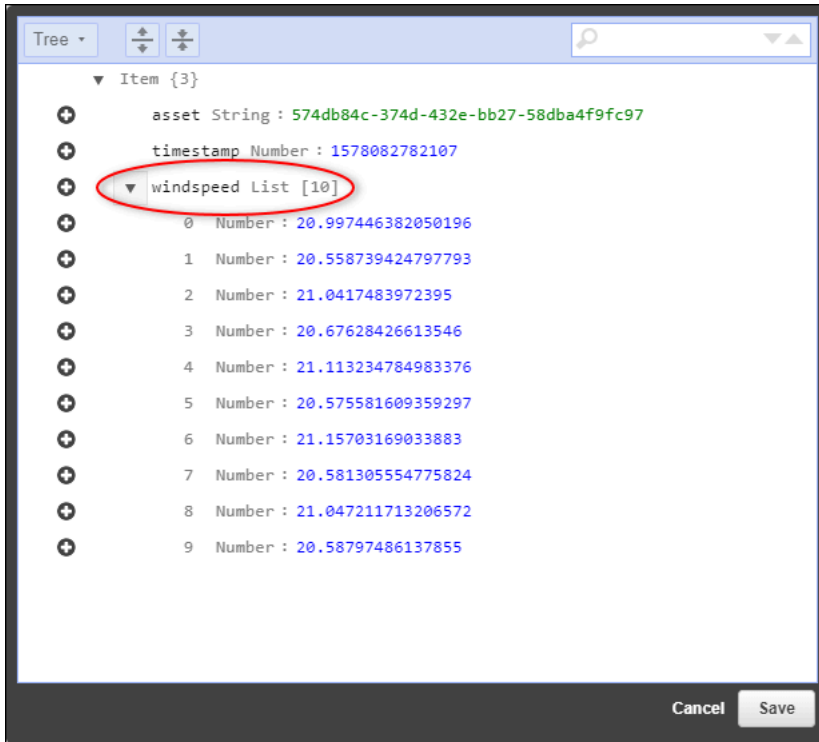 Tree
Item {3}
asset String : 574db84c-374d-432e-bb27-58dba4f9fc97
timestamp Number : 1578082782107
windspeed List [10]
0 Number : 20.997446382050196
1 Number : 20.558739424797793
2 Number : 21.0417483972395
3 Number : 20.67628426613546
4 Number : 21.113234784983376
5 Number : 20.575581609359297
6 Number : 21.15703169033883
7 Number : 20.581305554775824
8 Number : 21.047211713206572
9 Number : 20.58797486137855
Cancel Save